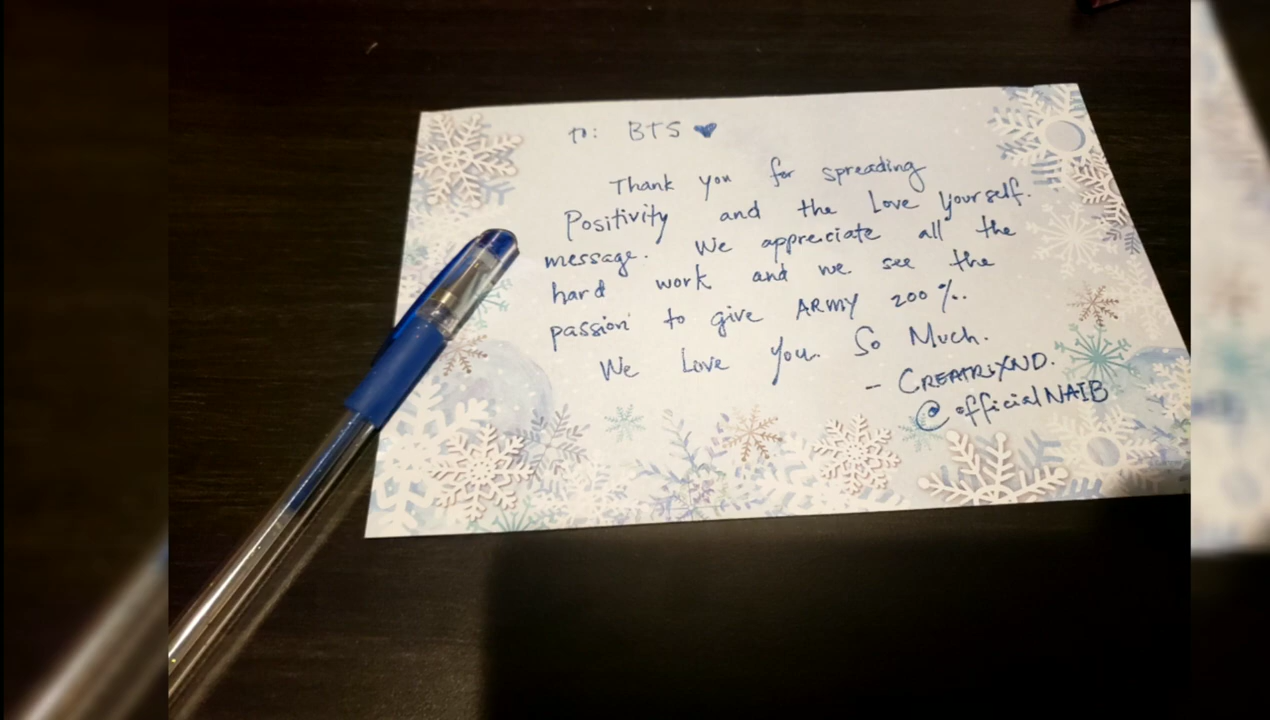 to: BTS 💙
Thank you for spreading
Positivity and the Love Yourself.
message. We appreciate all the
hard work and we see the
passion to give ARMY 200%.
We Love you. So Much.
- CREATRIXND.
@officialNAIB